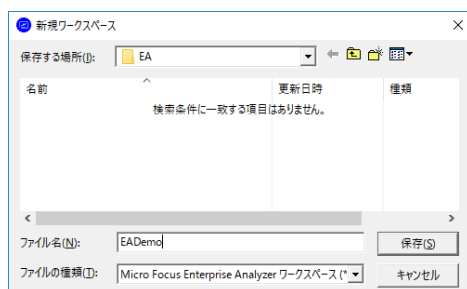 新規ワークスペース
保存する場所(I): EA
名前 更新日時 種類
検索条件に一致する項目はありません。
ファイル名(N): EADemo 保存(S)
ファイルの種類(T): Micro Focus Enterprise Analyzer ワークスペース (* キャンセル